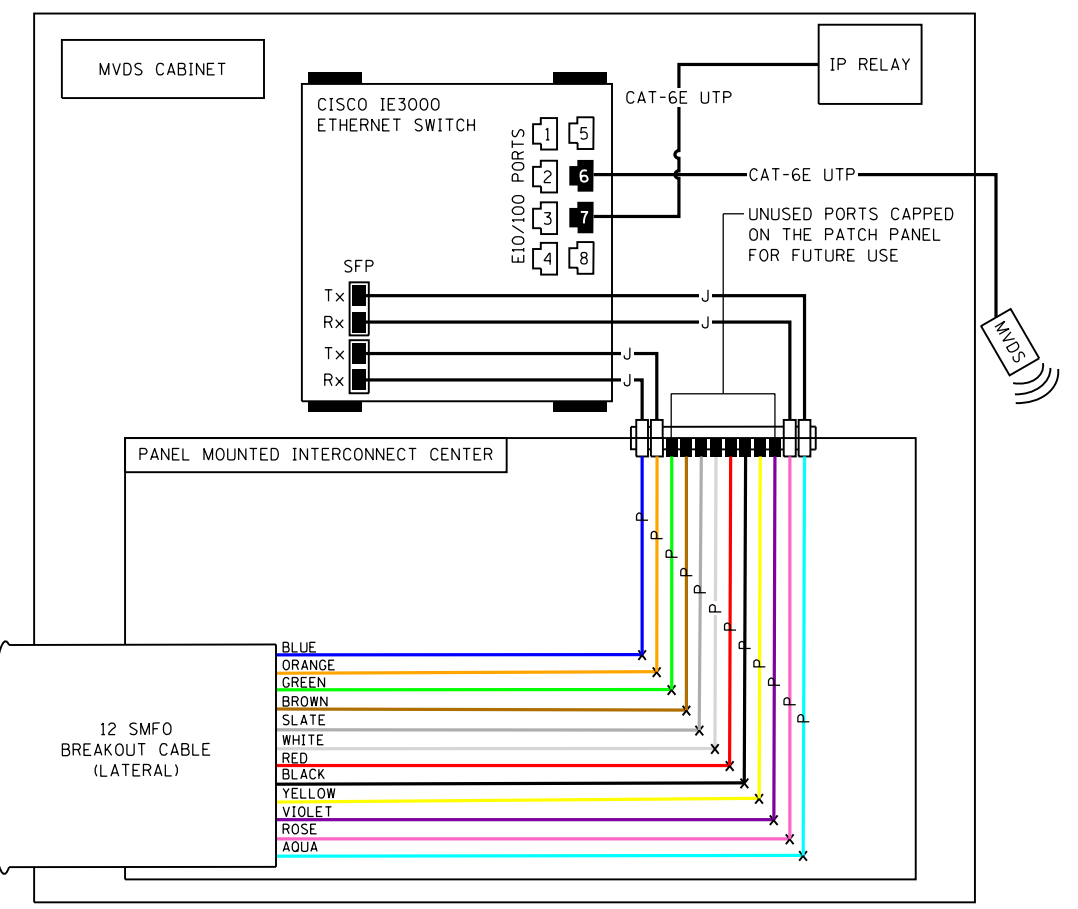 MVDS CABINET
IP RELAY
CAT-6E UTP
CISCO IE3000
ETHERNET SWITCH
E10/100 PORTS
1 5
2 6
3 7
4 8
CAT-6E UTP
UNUSED PORTS CAPPED
ON THE PATCH PANEL
FOR FUTURE USE
SFP
Tx
J
Rx
J
Tx
J
Rx
J
MVDS
PANEL MOUNTED INTERCONNECT CENTER
P
P
P
P
P
P
P
P
P
P
P
P
BLUE
ORANGE
GREEN
BROWN
SLATE
WHITE
RED
BLACK
YELLOW
VIOLET
ROSE
AQUA
12 SMFO
BREAKOUT CABLE
(LATERAL)